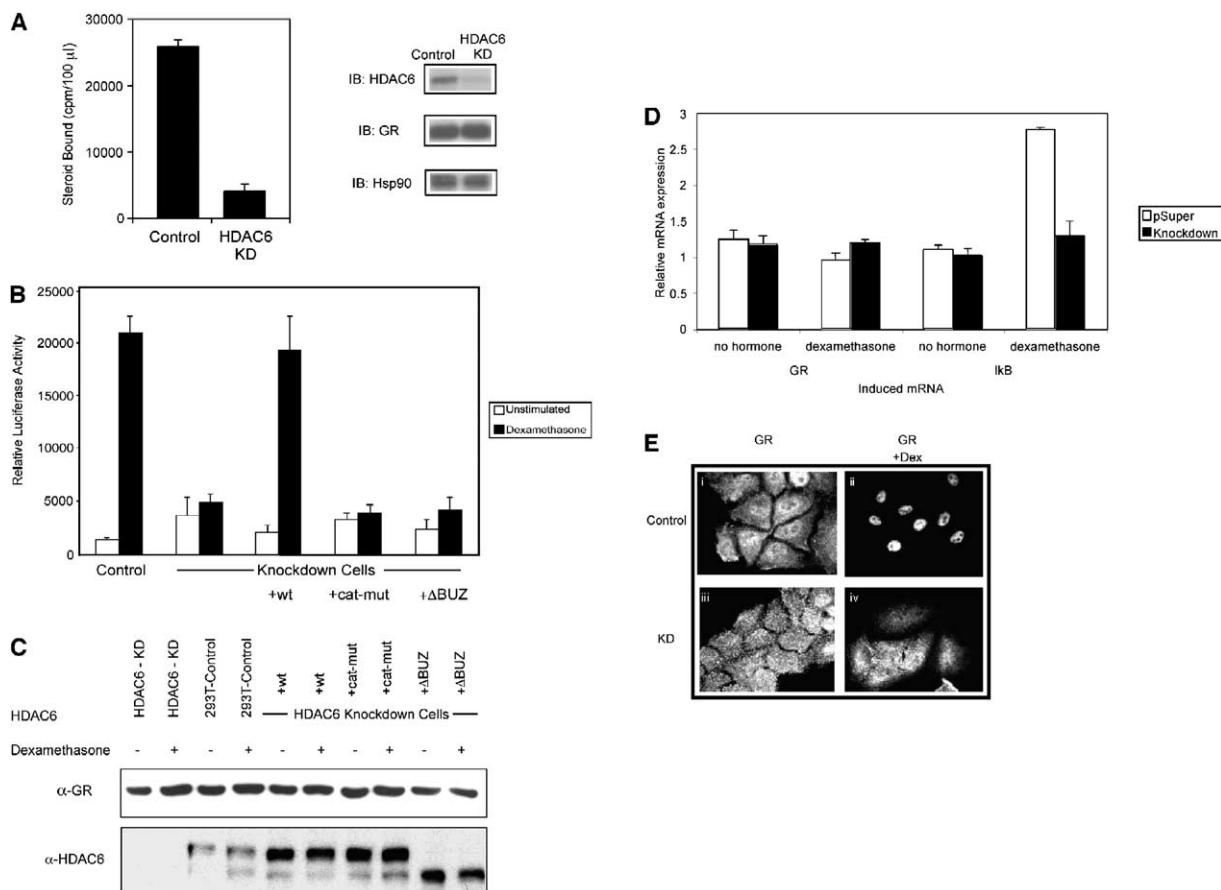 A
30000
20000
10000
0
Steroid Bound (cpm/100 µl)
Control
HDAC6
KD
Control
HDAC6
KD
IB: HDAC6
IB: GR
IB: Hsp90
B
25000
20000
15000
10000
5000
0
Relative Luciferase Activity
Control
Knockdown Cells
+wt
+cat-mut
+ΔBUZ
Unstimulated
Dexamethasone
C
HDAC6 - KD
HDAC6 - KD
293T-Control
293T-Control
+wt
+wt
+cat-mut
+cat-mut
+ΔBUZ
+ΔBUZ
HDAC6
HDAC6 Knockdown Cells
Dexamethasone - + - + - + - + - +
α-GR
α-HDAC6
D
3
2.5
2
1.5
1
0.5
0
Relative mRNA expression
no hormone dexamethasone no hormone dexamethasone
GR IkB
Induced mRNA
pSuper
Knockdown
E
GR
GR
+Dex
Control
i
ii
KD
iii
iv